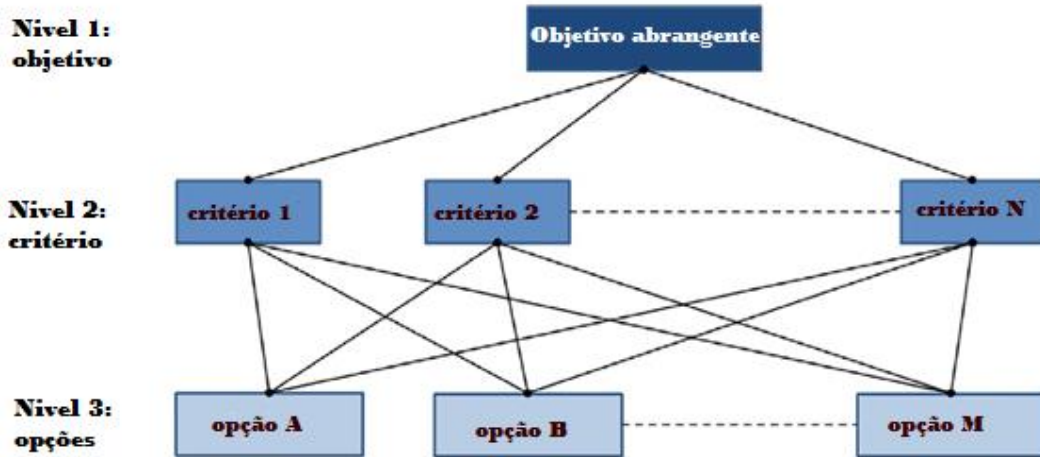 Nivel 1:
objetivo
Objetivo abrangente
Nivel 2:
critério
critério 1
critério 2
critério N
Nivel 3:
opções
opção A
opção B
opção M